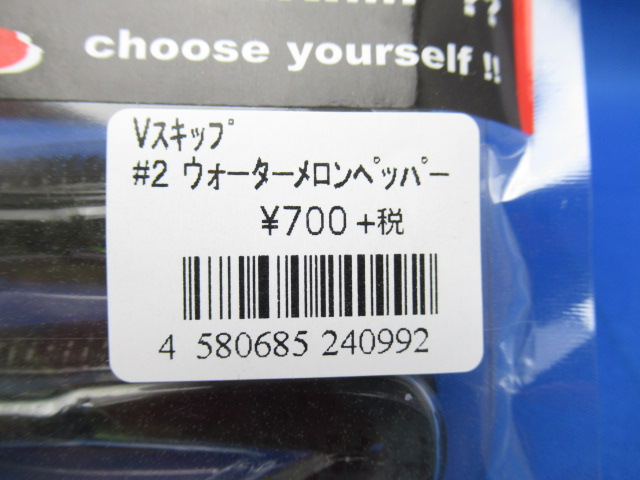 ??
choose yourself !!
Vｽｷｯﾌﾟ
#2 ｳｫｰﾀｰﾒﾛﾝﾍﾟｯﾊﾟｰ
¥700+税
4 580685 240992